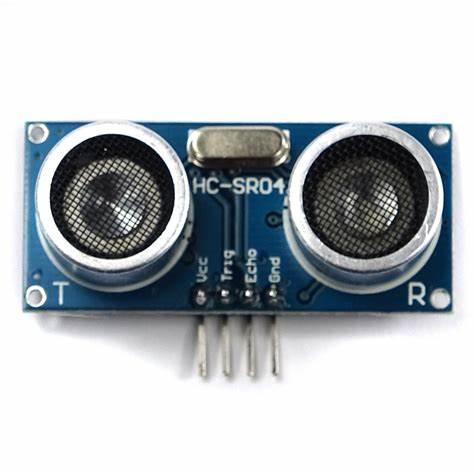 HC-SR04
Vcc
Trig
Echo
Gnd
T
R